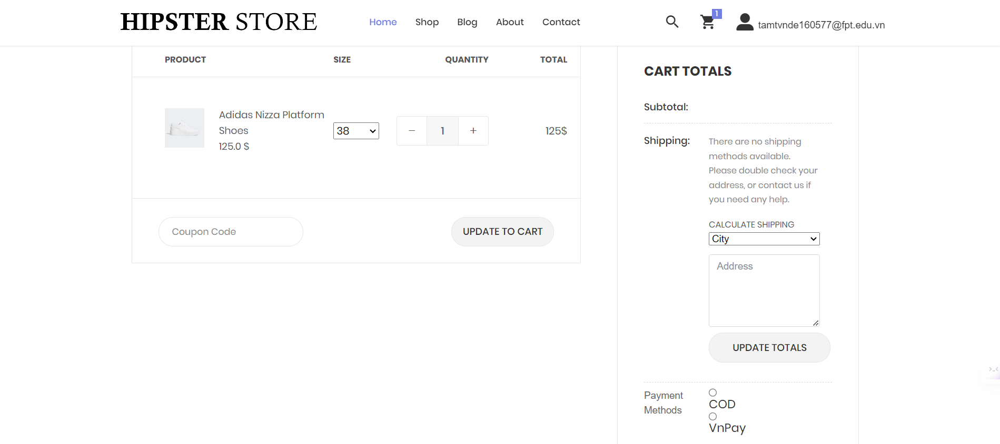 HIPSTER STORE
Home Shop Blog About Contact
1
tamtvnde160577@fpt.edu.vn
PRODUCT SIZE QUANTITY TOTAL
Adidas Nizza Platform
Shoes
125.0 $
38
− 1 +
125$
Coupon Code
UPDATE TO CART
CART TOTALS
Subtotal:
Shipping:
There are no shipping
methods available.
Please double check your
address, or contact us if
you need any help.
CALCULATE SHIPPING
City
Address
UPDATE TOTALS
Payment
Methods
COD
VnPay